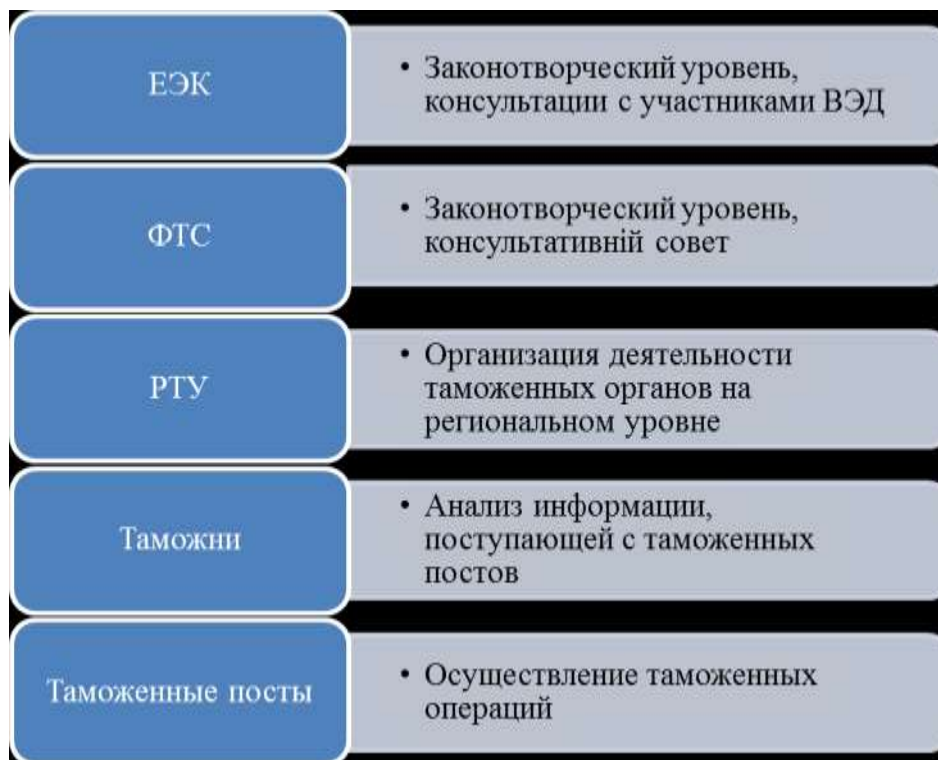 ЕЭК
• Законотворческий уровень,
консультации с участниками ВЭД
ФТС
• Законотворческий уровень,
консультативній совет
РТУ
• Организация деятельности
таможенных органов на
региональном уровне
Таможни
• Анализ информации,
поступающей с таможенных
постов
Таможенные посты
• Осуществление таможенных
операций